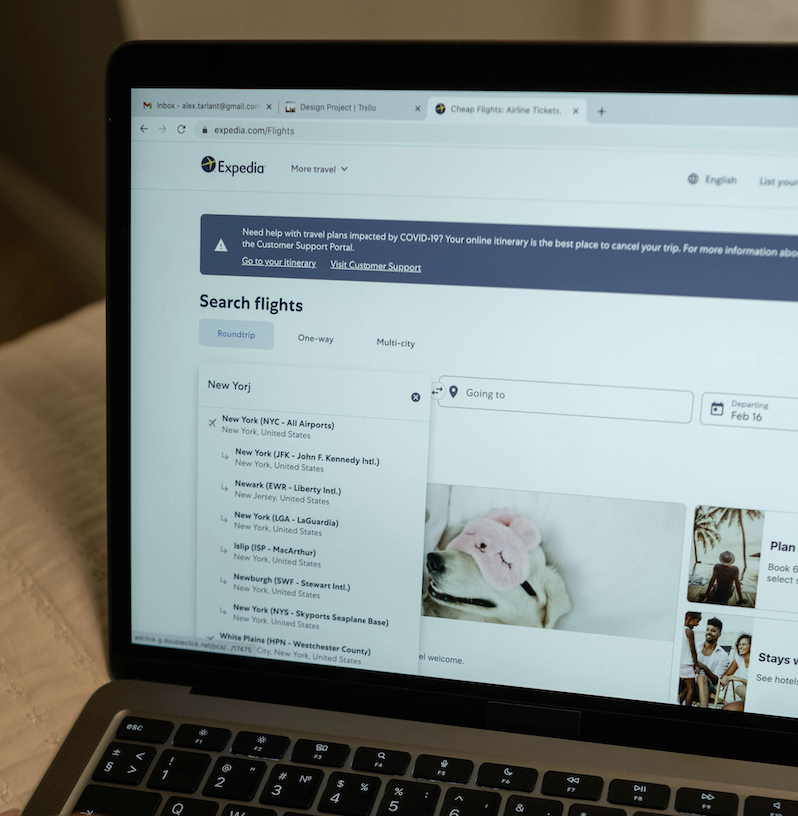 Inbox - alex.tarlant@gmail.com
Design Project | Trello
Cheap Flights: Airline Tickets,
expedia.com/Flights
Expedia
More travel
English
List your
Need help with travel plans impacted by COVID-19? Your online itinerary is the best place to cancel your trip. For more information abo
the Customer Support Portal.
Go to your itinerary Visit Customer Support
Search flights
Roundtrip
One-way
Multi-city
New Yorj
Going to
Departing
Feb 16
New York (NYC - All Airports)
New York, United States
New York (JFK - John F. Kennedy Intl.)
New York, United States
Newark (EWR - Liberty Intl.)
New Jersey, United States
New York (LGA - LaGuardia)
New York, United States
Islip (ISP - MacArthur)
New York, United States
Newburgh (SWF - Stewart Intl.)
New York, United States
New York (NYS - Skyports Seaplane Base)
New York, United States
White Plains (HPN - Westchester County)
City, New York, United States
adclick.g.doubleclick.net/pcs/.../17475
el welcome.
Plan
Book 6
select s
Stays w
See hotels
esc
F1
F2
F3
F4
F5
F6
F7
F8
F9
± < § >
! 1
@ " 2
# № 3
$ % 4
% : 5
^ , 6
&
Q
W